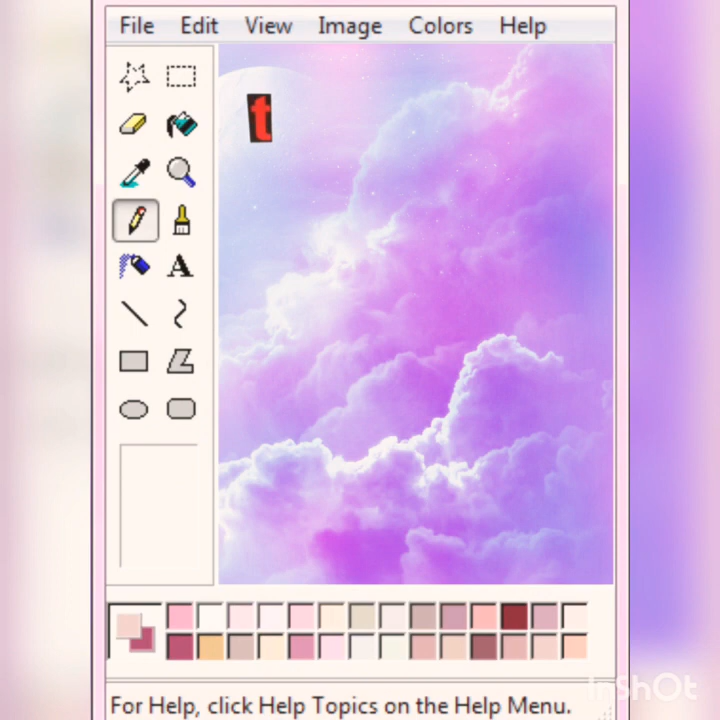 File Edit View Image Colors Help
t
A
For Help, click Help Topics on the Help Menu.
InShOt